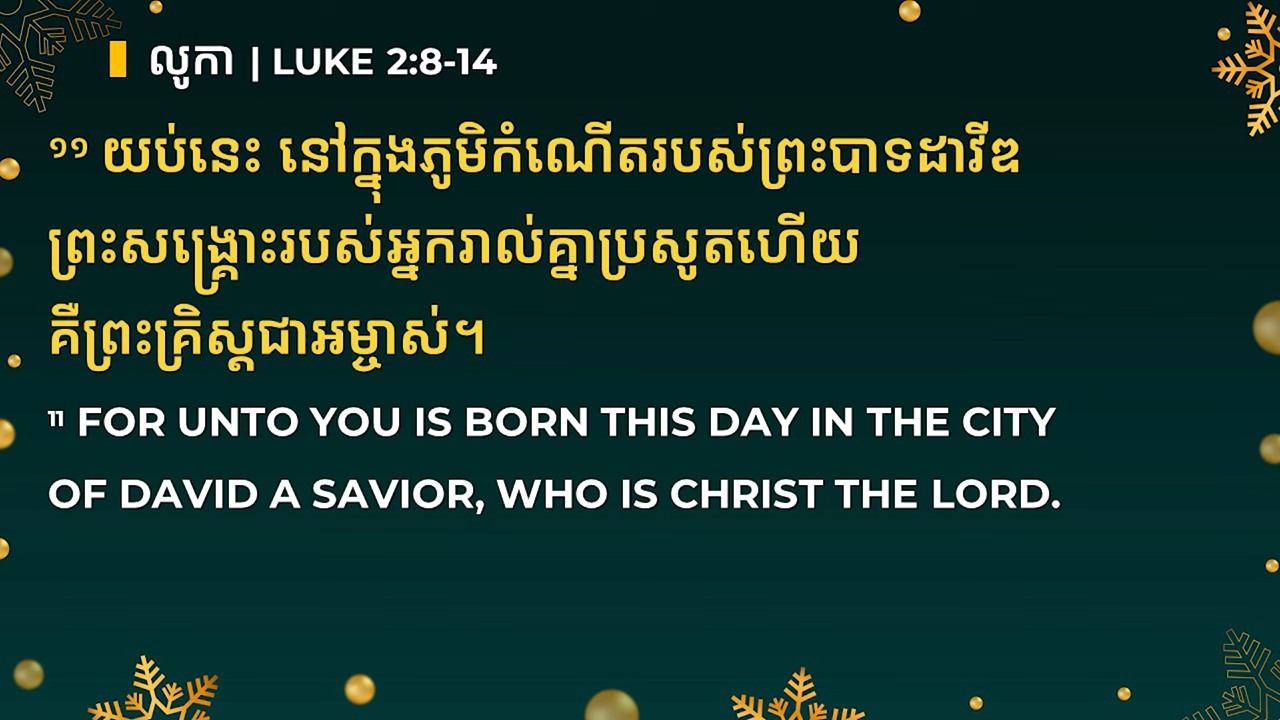 លូកា | LUKE 2:8-14
១១ យប់នេះ នៅក្នុងភូមិកំណើតរបស់ព្រះបាទដាវីឌ
ព្រះសង្គ្រោះរបស់អ្នករាល់គ្នាប្រសូតហើយ
គឺព្រះគ្រិស្តជាអម្ចាស់។
11 FOR UNTO YOU IS BORN THIS DAY IN THE CITY
OF DAVID A SAVIOR, WHO IS CHRIST THE LORD.